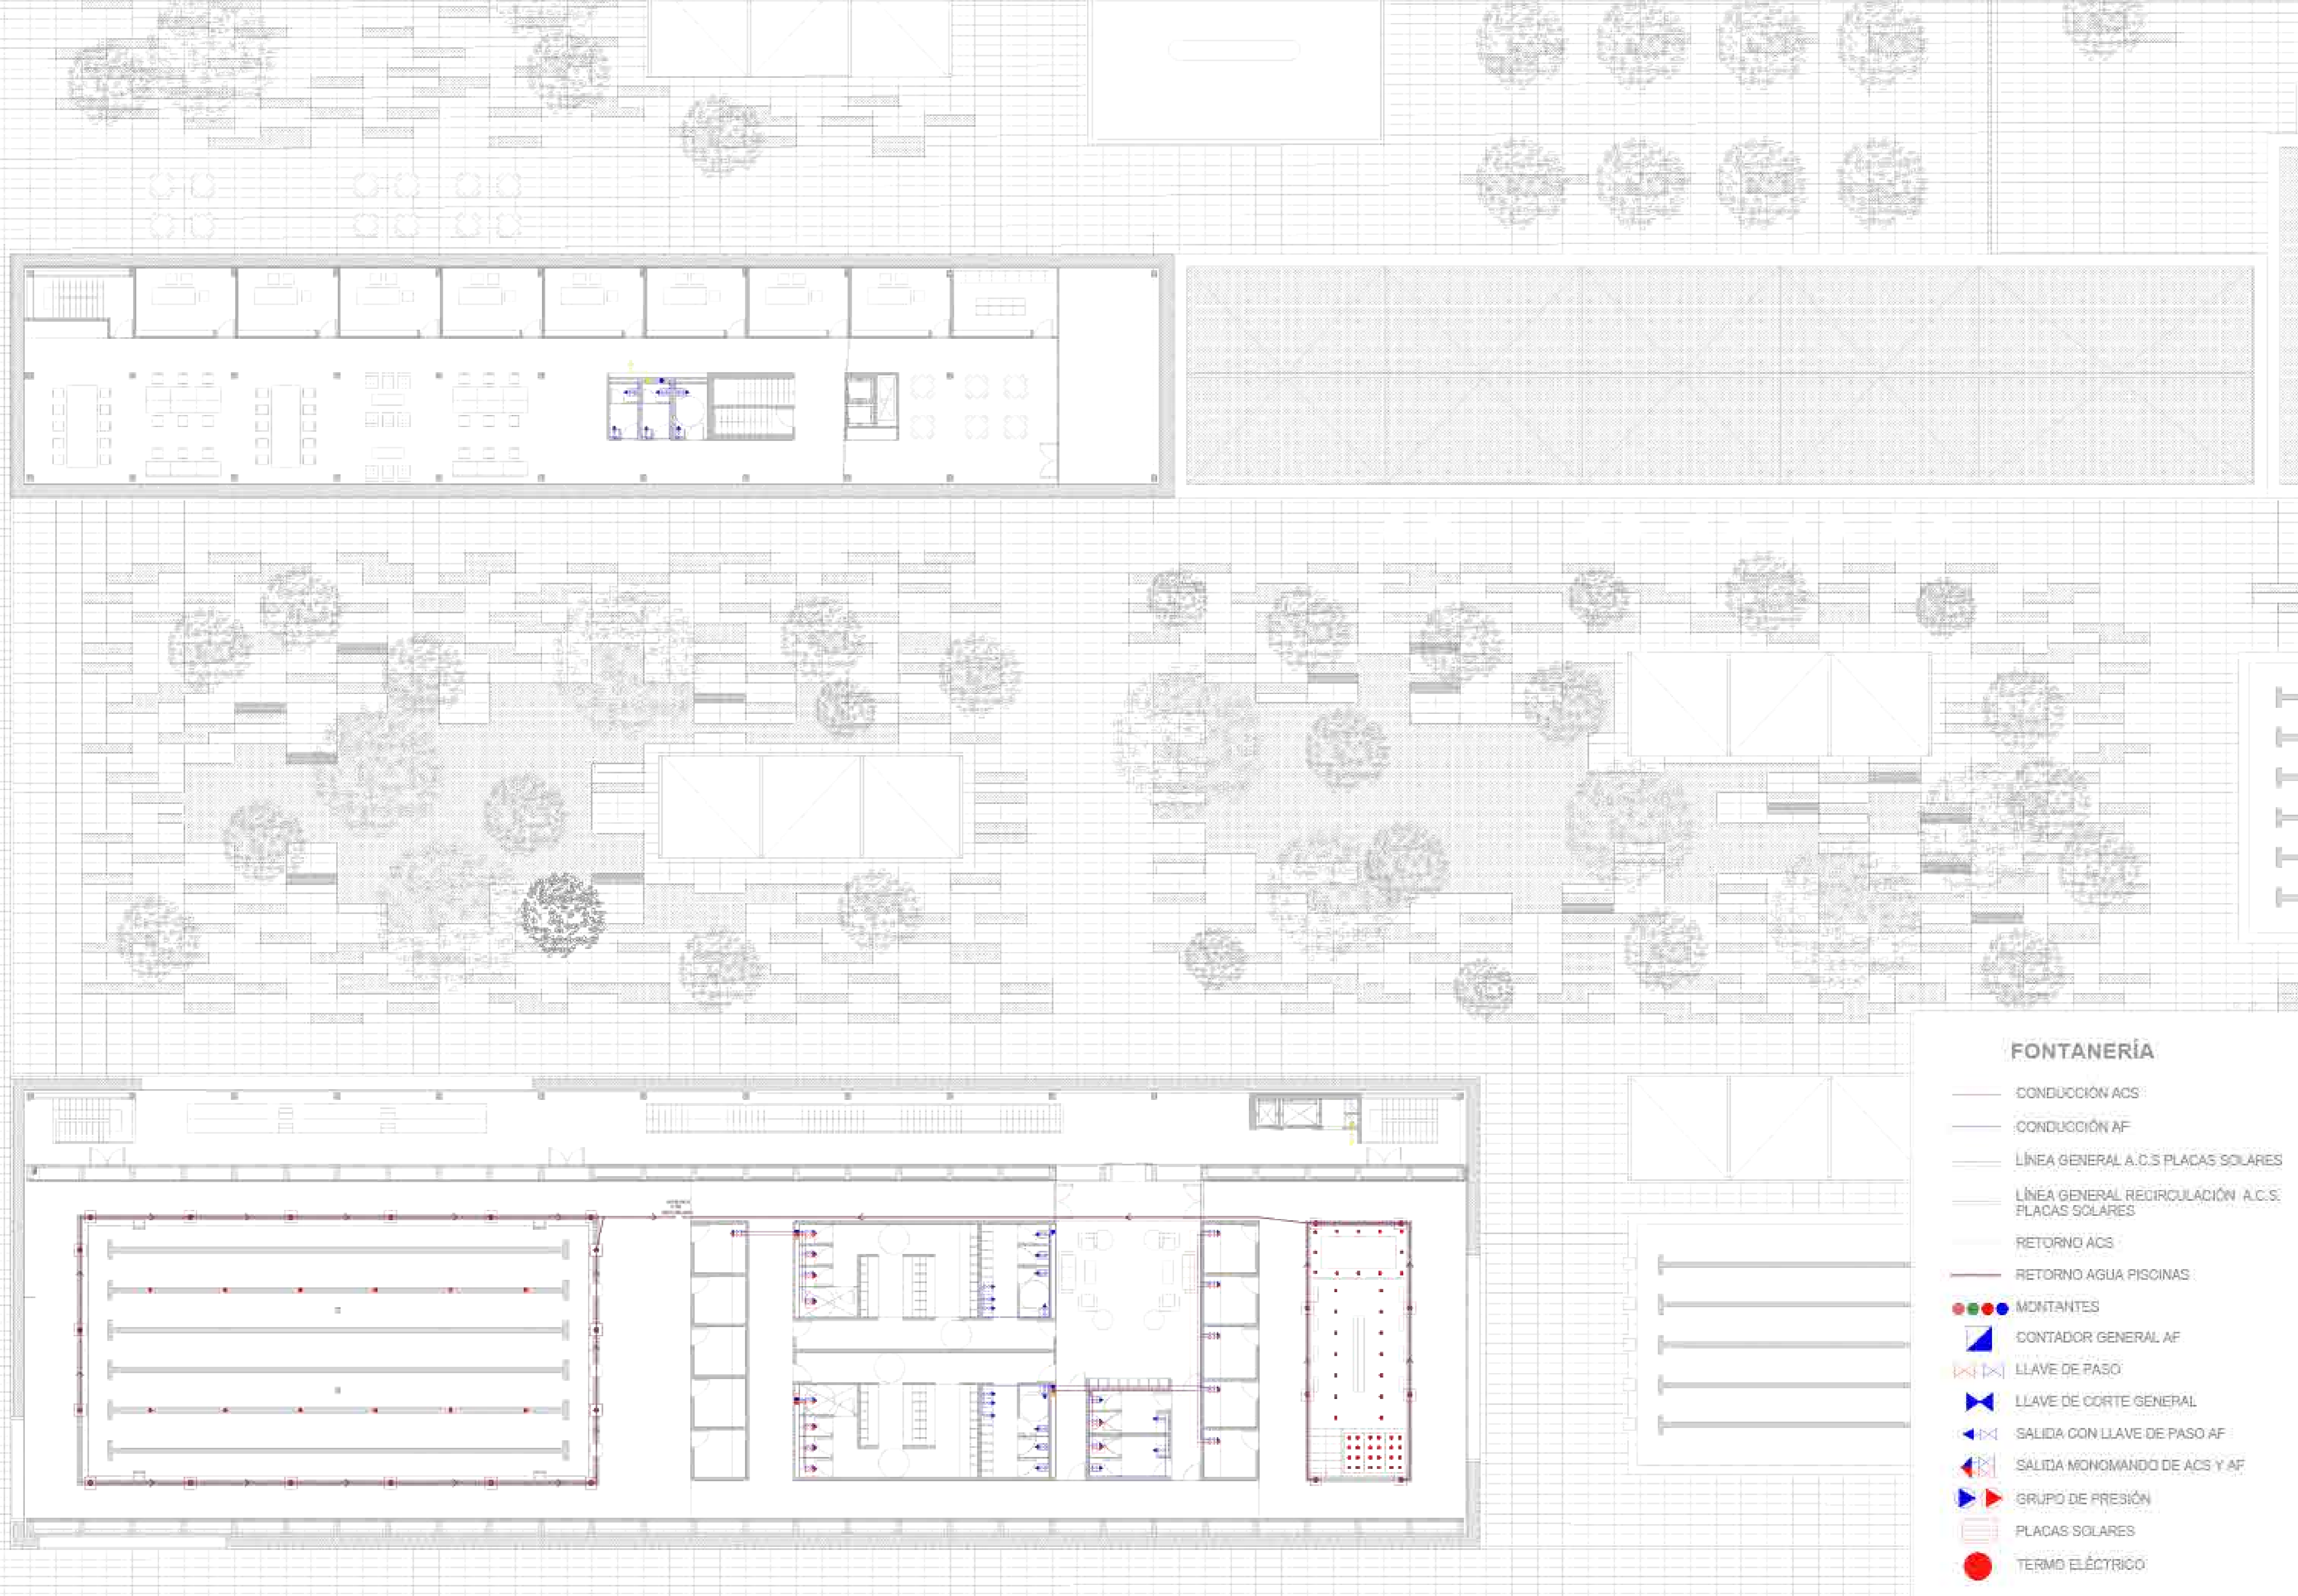 FONTANERÍA
CONDUCCIÓN ACS
CONDUCCIÓN AF
LÍNEA GENERAL A.C.S PLACAS SOLARES
LÍNEA GENERAL RECIRCULACIÓN A.C.S.
PLACAS SOLARES
RETORNO ACS
RETORNO AGUA PISCINAS
MONTANTES
CONTADOR GENERAL AF
LLAVE DE PASO
LLAVE DE CORTE GENERAL
SALIDA CON LLAVE DE PASO AF
SALIDA MONOMANDO DE ACS Y AF
GRUPO DE PRESIÓN
PLACAS SOLARES
TERMO ELÉCTRICO